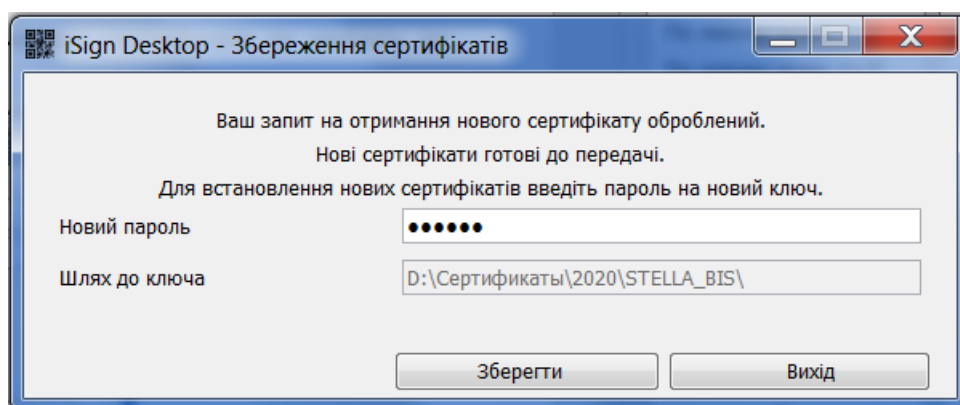 iSign Desktop - Збереження сертифікатів
Ваш запит на отримання нового сертифікату оброблений.
Нові сертифікати готові до передачі.
Для встановлення нових сертифікатів введіть пароль на новий ключ.
Новий пароль ●●●●●●
Шлях до ключа D:\Сертификаты\2020\STELLA_BIS\
Зберегти Вихід